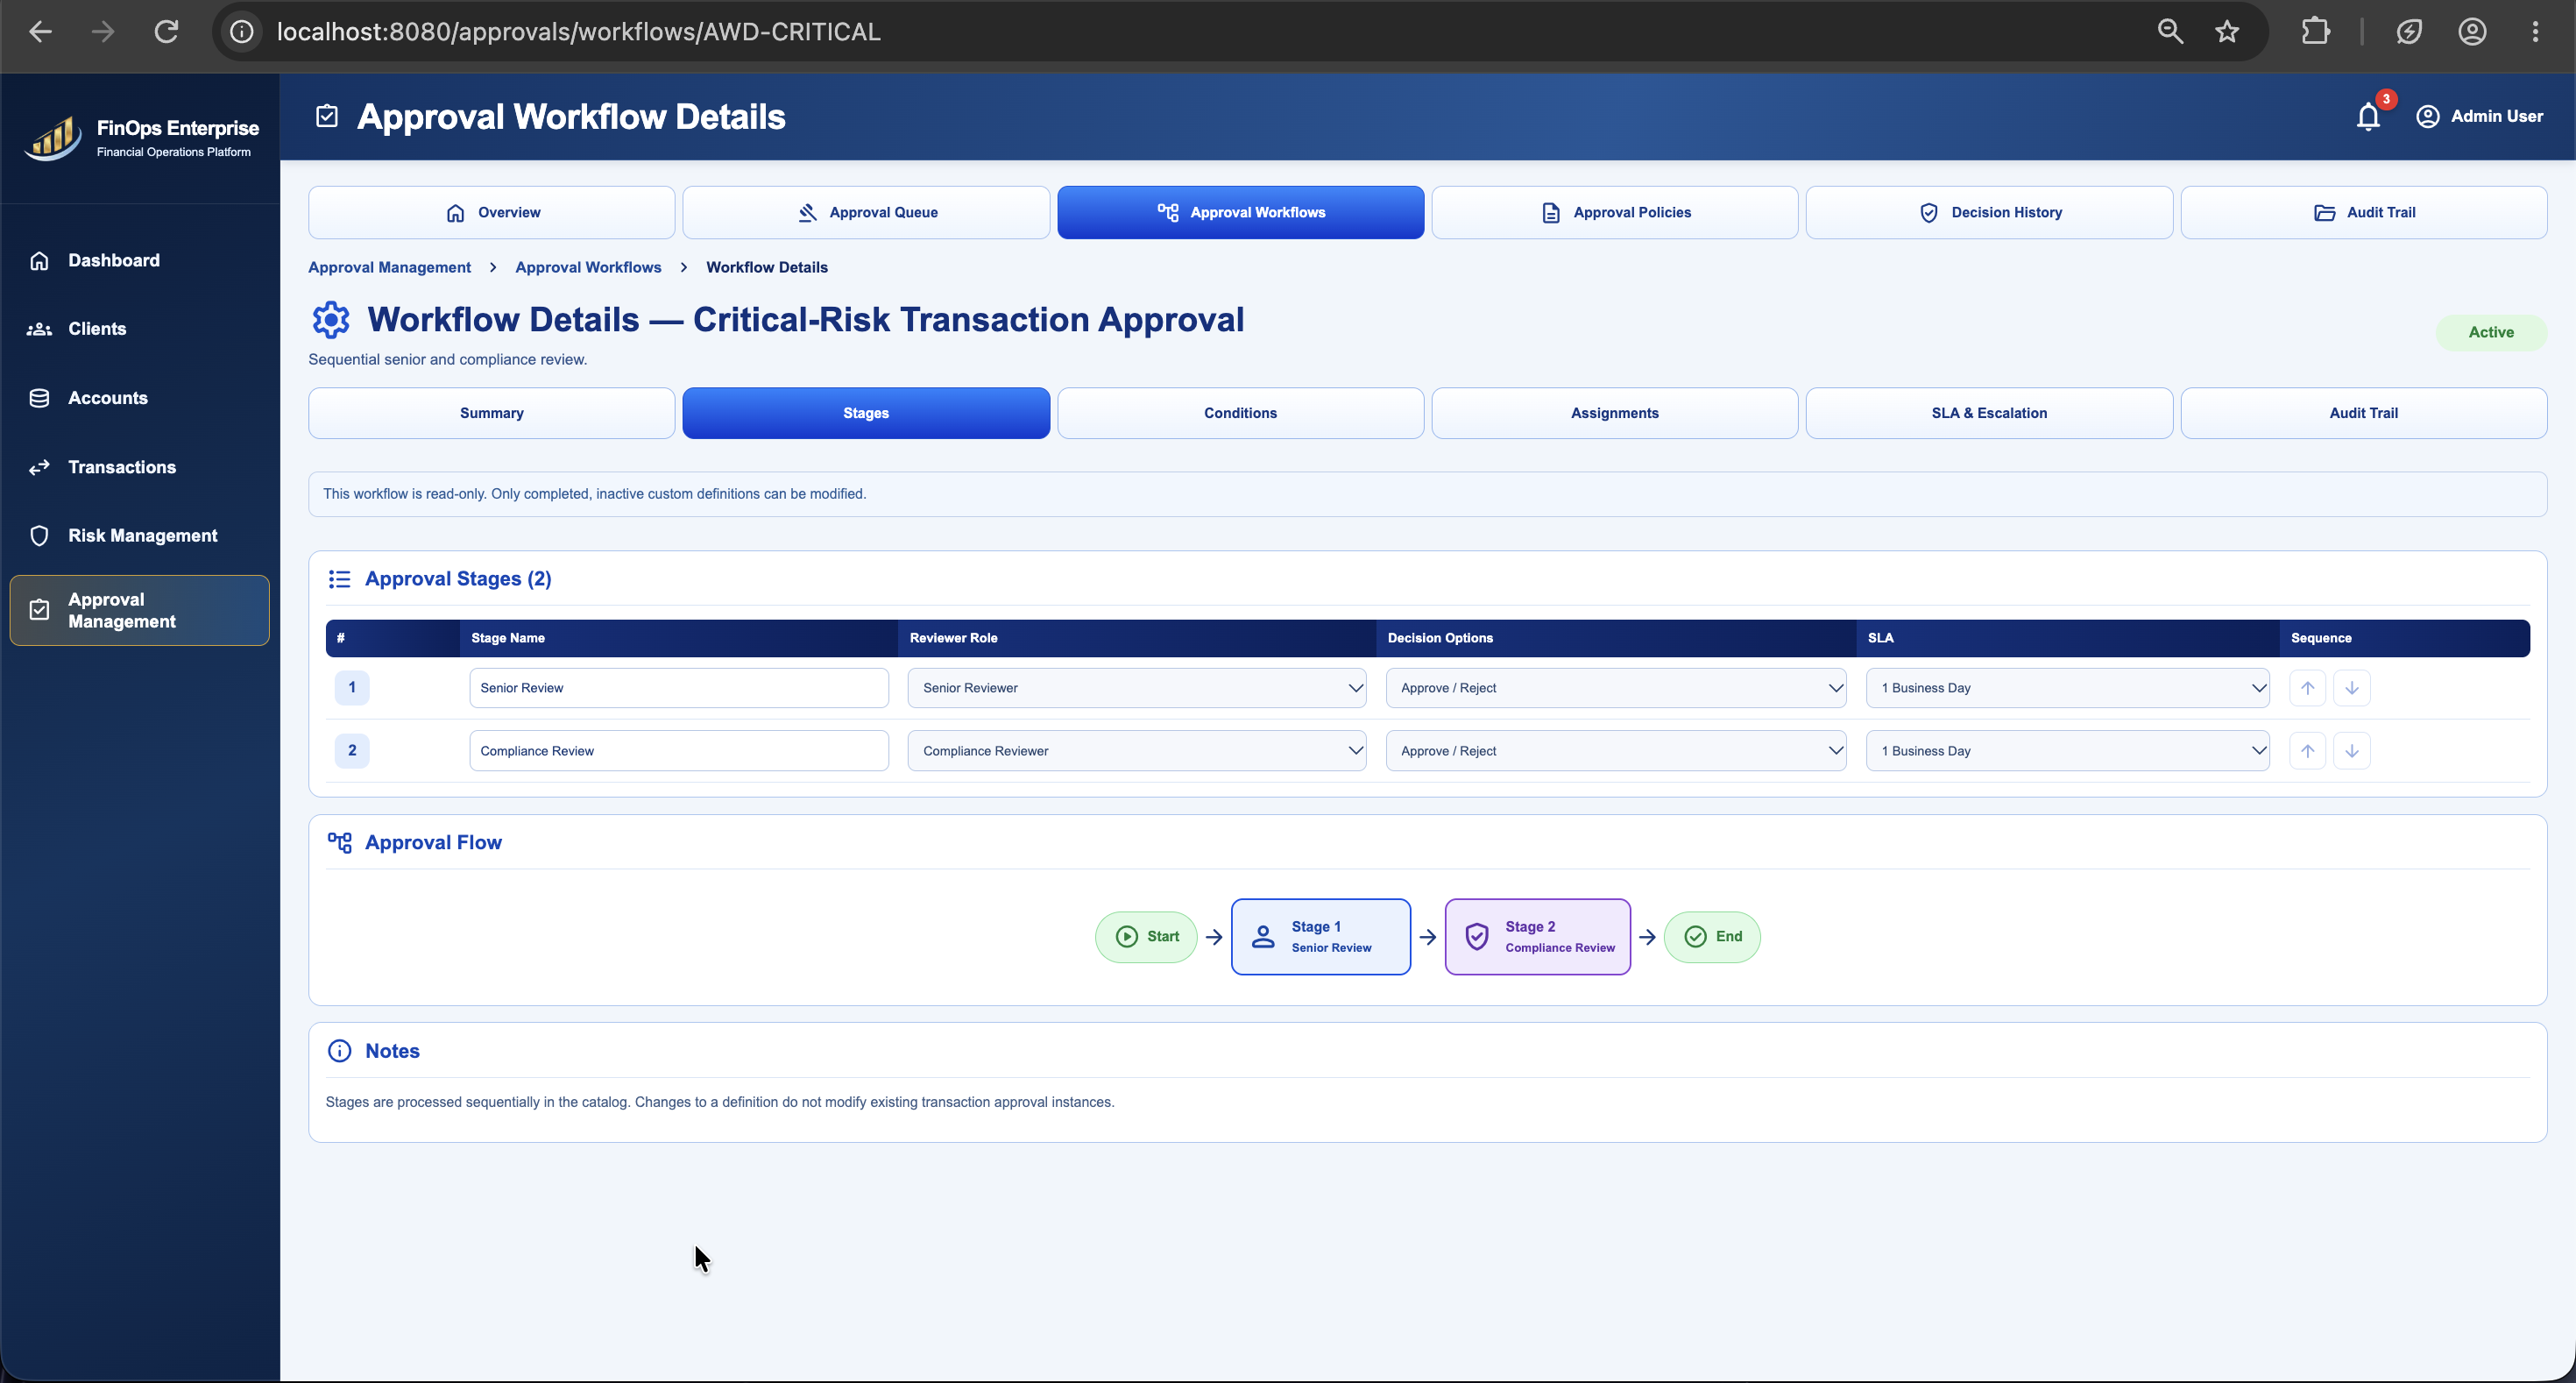 localhost:8080/approvals/workflows/AWD-CRITICAL
FinOps Enterprise
Financial Operations Platform
Approval Workflow Details
3
Admin User
Dashboard
Clients
Accounts
Transactions
Risk Management
Approval
Management
Overview
Approval Queue
Approval Workflows
Approval Policies
Decision History
Audit Trail
Approval Management > Approval Workflows > Workflow Details
Workflow Details — Critical-Risk Transaction Approval
Active
Sequential senior and compliance review.
Summary
Stages
Conditions
Assignments
SLA & Escalation
Audit Trail
This workflow is read-only. Only completed, inactive custom definitions can be modified.
Approval Stages (2)
# Stage Name Reviewer Role Decision Options SLA Sequence
1 Senior Review Senior Reviewer Approve / Reject 1 Business Day
2 Compliance Review Compliance Reviewer Approve / Reject 1 Business Day
Approval Flow
Start
Stage 1
Senior Review
Stage 2
Compliance Review
End
Notes
Stages are processed sequentially in the catalog. Changes to a definition do not modify existing transaction approval instances.